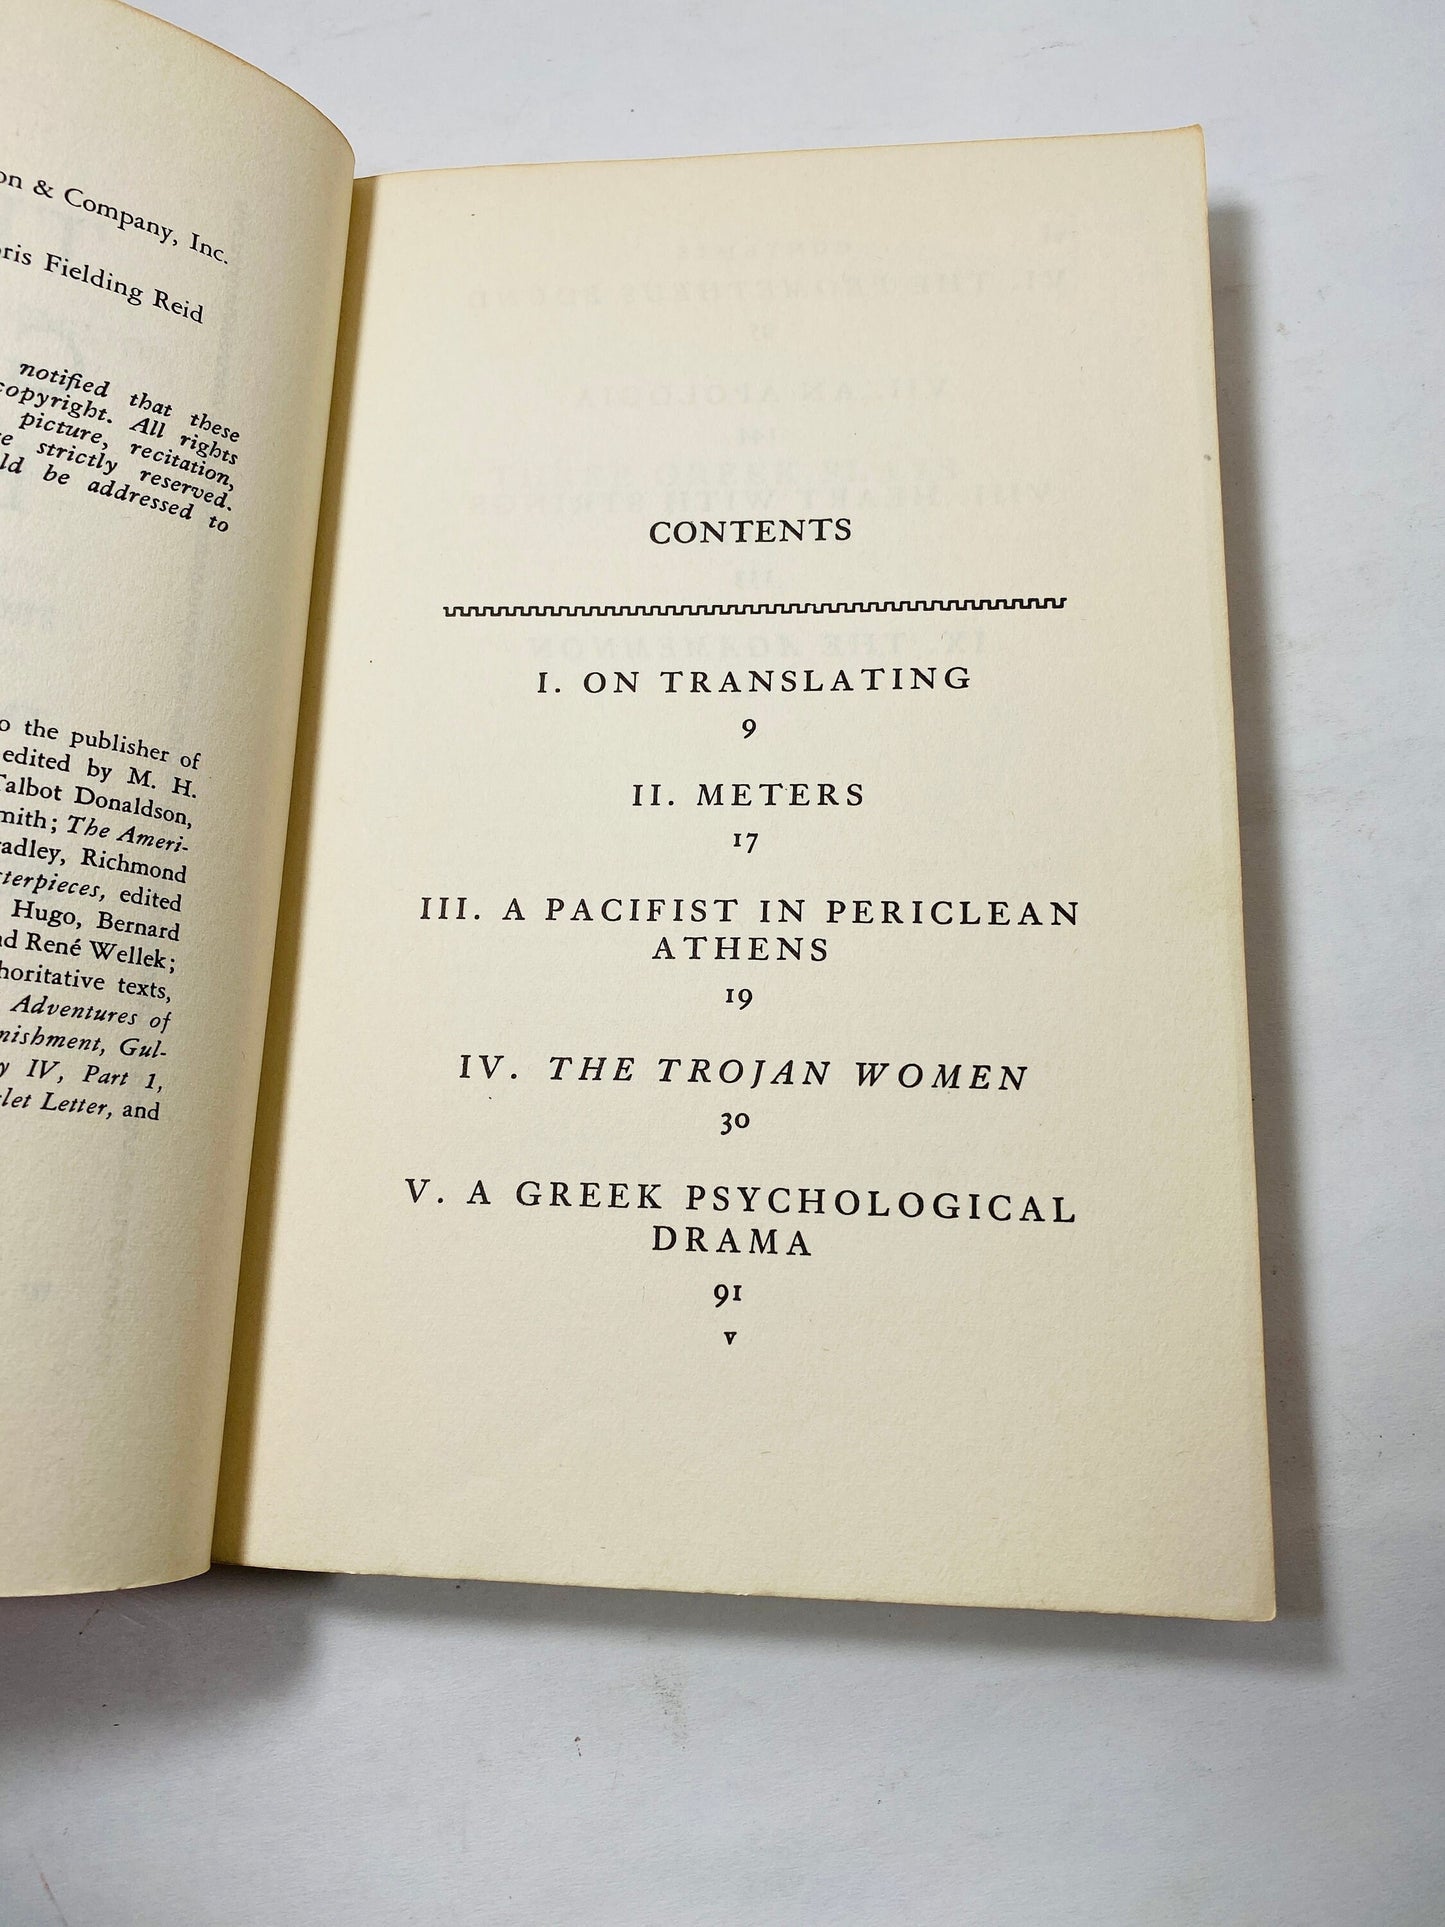 on & Company, Inc.
oris Fielding Reid
notified that these
copyright. All rights
picture, recitation,
strictly reserved.
ld be addressed to
o the publisher of
edited by M. H.
Talbot Donaldson,
mith; The Ameri-
radley, Richmond
terpieces, edited
Hugo, Bernard
nd René Wellek;
horitative texts,
Adventures of
nishment, Gul-
y IV, Part 1,
let Letter, and
CONTENTS
I. ON TRANSLATING
9
II. METERS
17
III. A PACIFIST IN PERICLEAN
ATHENS
19
IV. THE TROJAN WOMEN
30
V. A GREEK PSYCHOLOGICAL
DRAMA
91
v